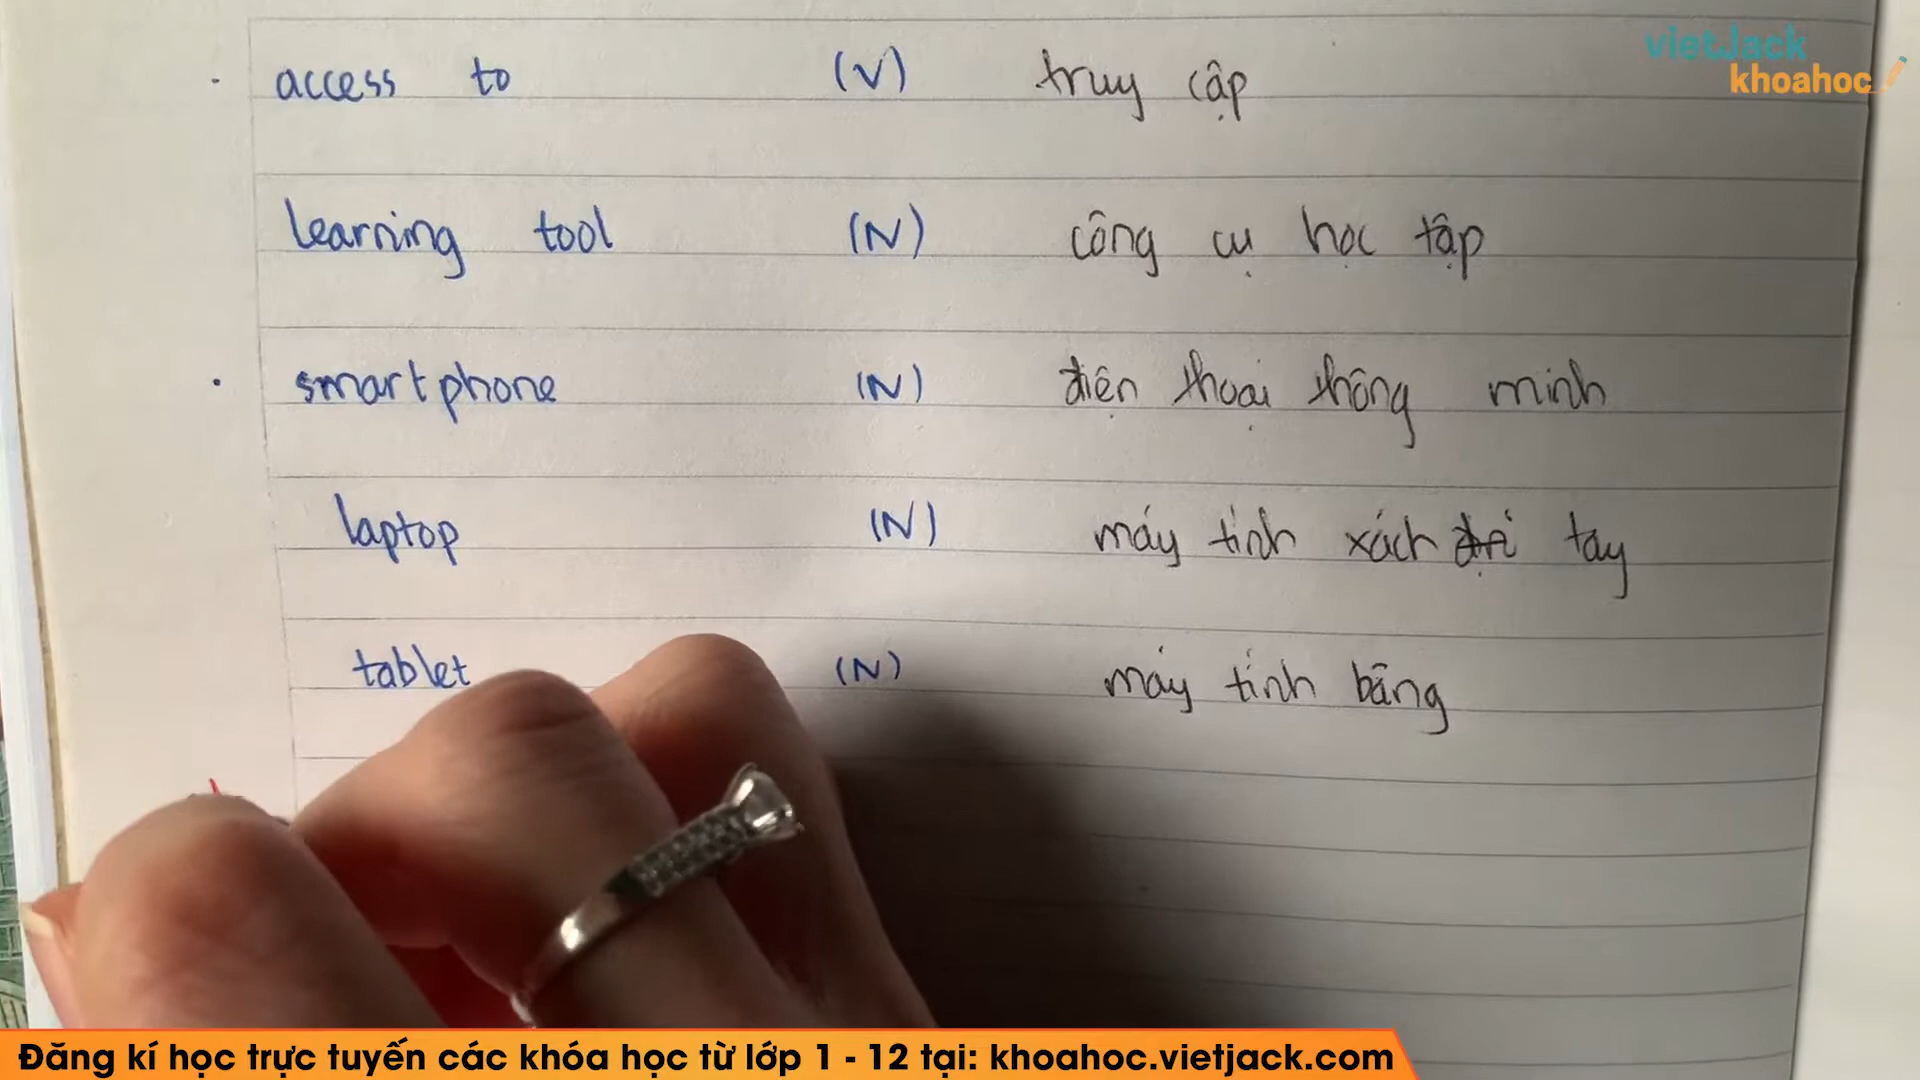 vietJack
khoahoc
access to (V) truy cập
learning tool (N) công cụ học tập
smartphone (N) điện thoại thông minh
laptop (N) máy tính xách tay
tablet (N) máy tính bảng
Đăng kí học trực tuyến các khóa học từ lớp 1 - 12 tại: khoahoc.vietjack.com